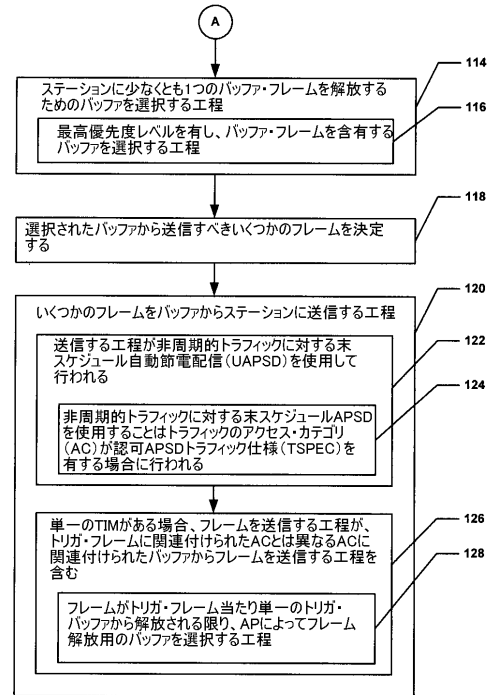 A
ステーションに少なくとも1つのバッファ・フレームを解放する
ためのバッファを選択する工程
114
最高優先度レベルを有し、バッファ・フレームを含有する
バッファを選択する工程
116
選択されたバッファから送信すべきいくつかのフレームを決定
する
118
いくつかのフレームをバッファからステーションに送信する工程
120
送信する工程が非周期的トラフィックに対する末
スケジュール自動節電配信(UAPSD)を使用して
行われる
122
非周期的トラフィックに対する末スケジュールAPSD
を使用することはトラフィックのアクセス・カテゴリ
(AC)が認可APSDトラフィック仕様(TSPEC)を
有する場合に行われる
124
単一のTIMがある場合、フレームを送信する工程が、
トリガ・フレームに関連付けられたACとは異なるACに
関連付けられたバッファからフレームを送信する工程を
含む
126
フレームがトリガ・フレーム当たり単一のトリガ・
バッファから解放される限り、APによってフレーム
解放用のバッファを選択する工程
128